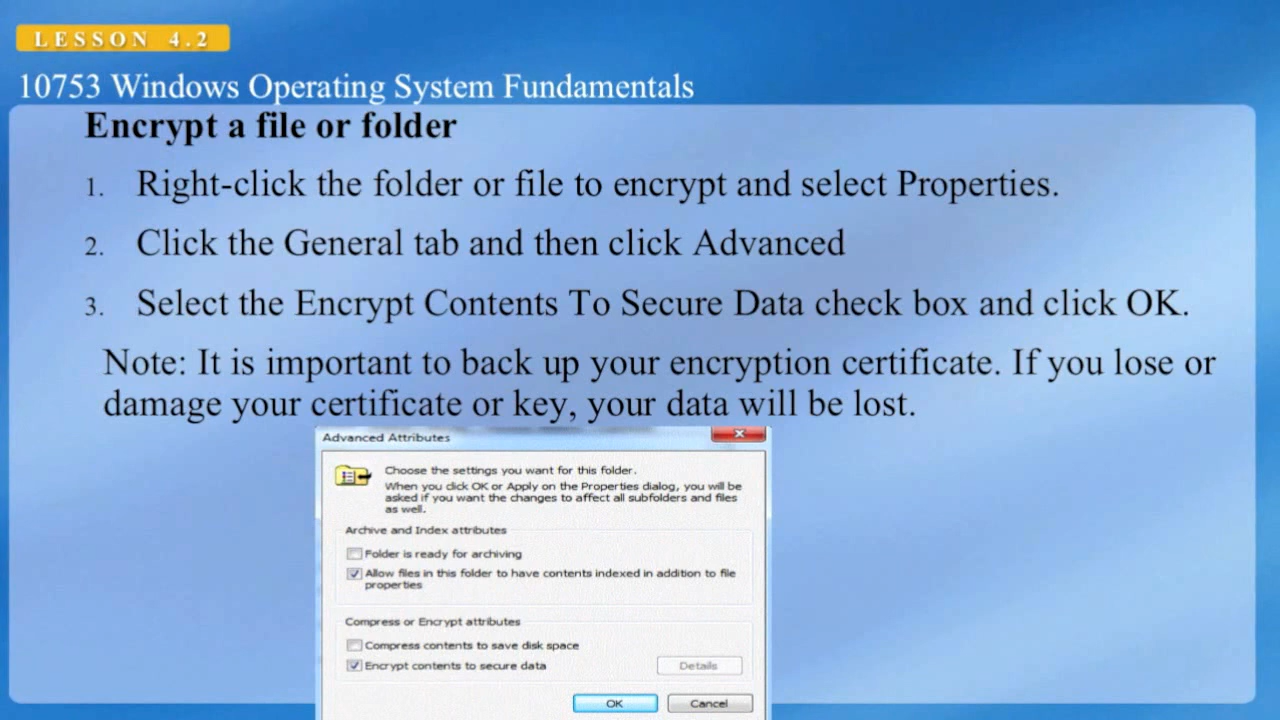 LESSON 4.2
10753 Windows Operating System Fundamentals
Encrypt a file or folder
1. Right-click the folder or file to encrypt and select Properties.
2. Click the General tab and then click Advanced
3. Select the Encrypt Contents To Secure Data check box and click OK.
Note: It is important to back up your encryption certificate. If you lose or
damage your certificate or key, your data will be lost.
Advanced Attributes
Choose the settings you want for this folder.
When you click OK or Apply on the Properties dialog, you will be
asked if you want the changes to affect all subfolders and files
as well.
Archive and Index attributes
Folder is ready for archiving
Allow files in this folder to have contents indexed in addition to file
properties
Compress or Encrypt attributes
Compress contents to save disk space
Encrypt contents to secure data
Details
OK
Cancel